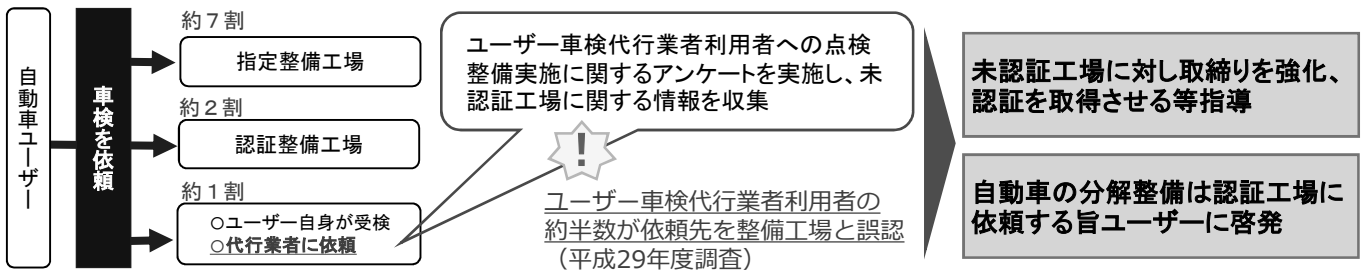 自動車ユーザー
車検を依頼
約７割
指定整備工場
約２割
認証整備工場
約１割
○ユーザー自身が受検
○代行業者に依頼
ユーザー車検代行業者利用者への点検
整備実施に関するアンケートを実施し、未
認証工場に関する情報を収集
!
ユーザー車検代行業者利用者の
約半数が依頼先を整備工場と誤認
（平成29年度調査）
未認証工場に対し取締りを強化、
認証を取得させる等指導
自動車の分解整備は認証工場に
依頼する旨ユーザーに啓発